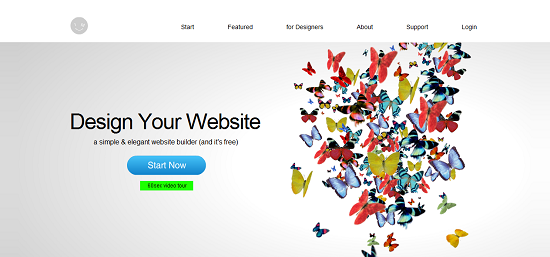 Start Featured for Designers About Support Login
Design Your Website
a simple & elegant website builder (and it's free)
Start Now
60sec video tour